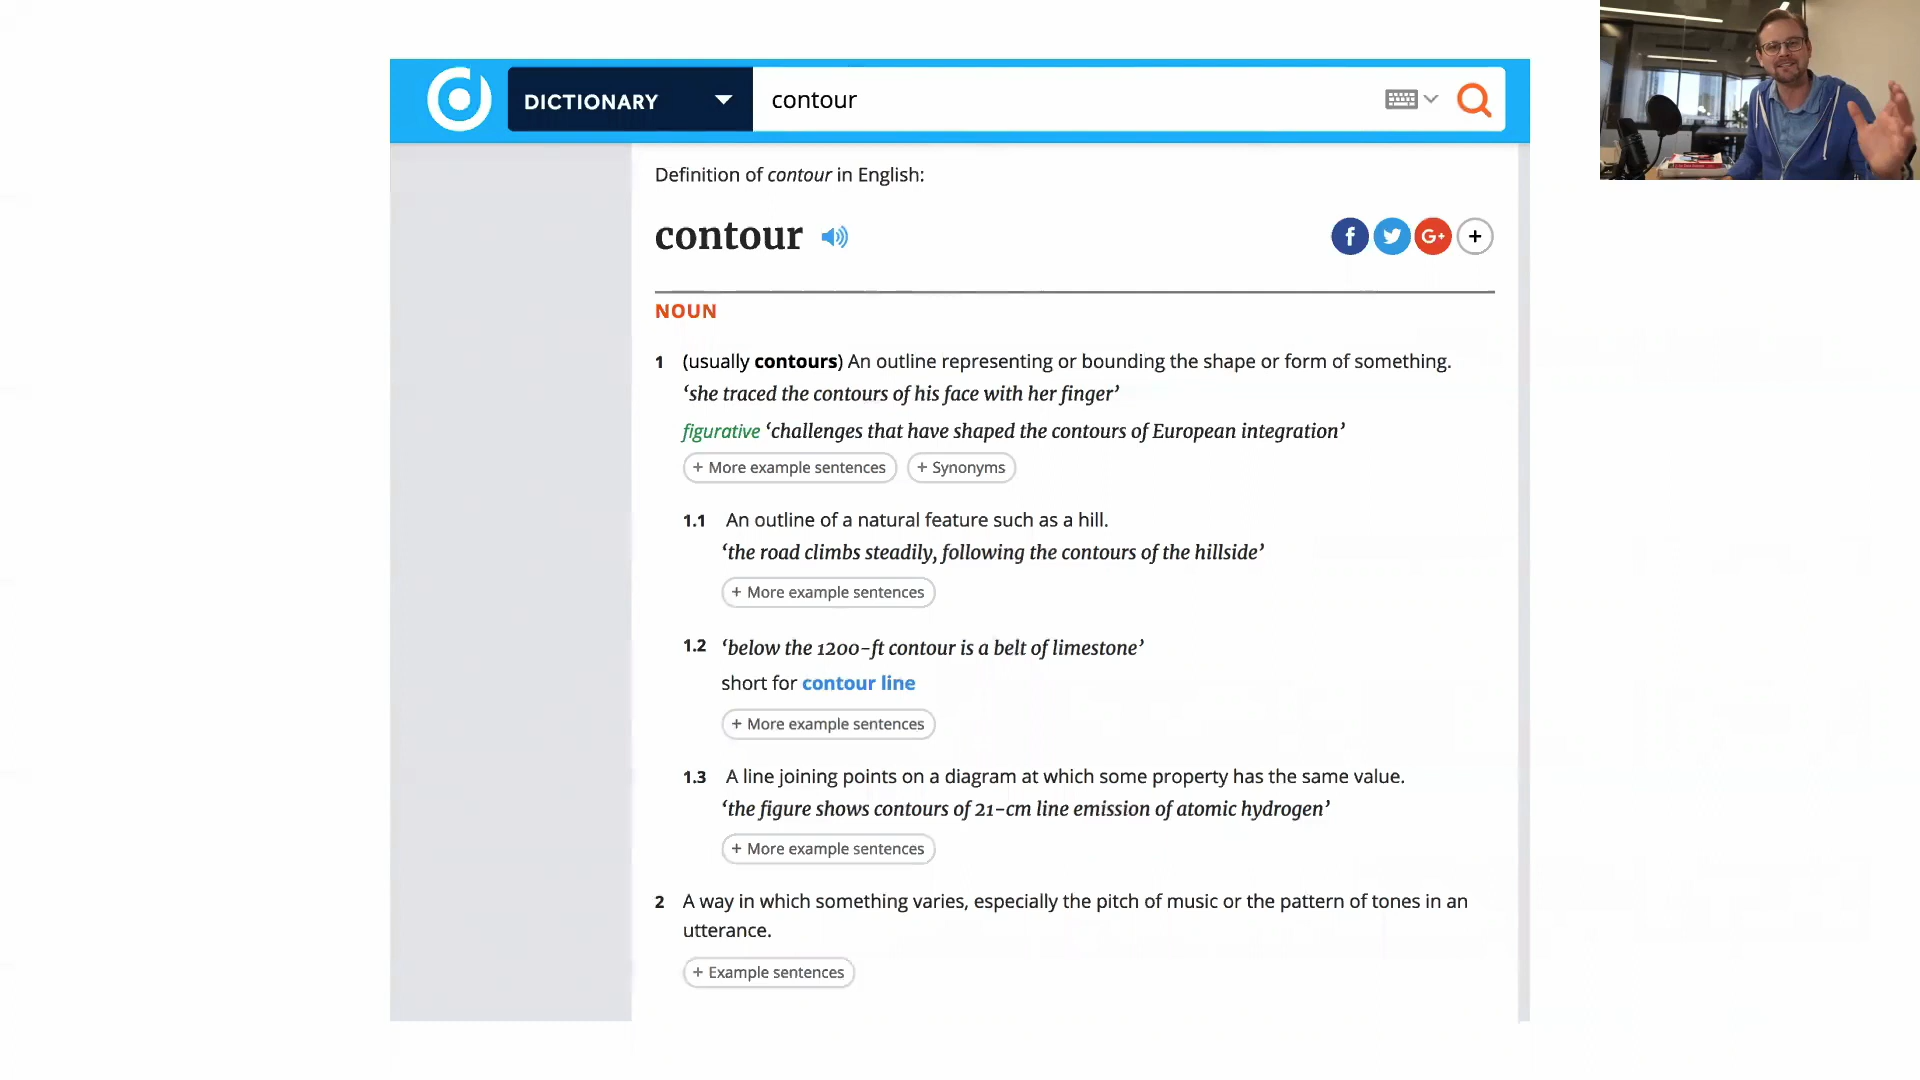 DICTIONARY
contour
Definition of contour in English:
contour
f
G+
+
NOUN
1 (usually contours) An outline representing or bounding the shape or form of something.
‘she traced the contours of his face with her finger’
figurative ‘challenges that have shaped the contours of European integration’
+ More example sentences
+ Synonyms
1.1 An outline of a natural feature such as a hill.
‘the road climbs steadily, following the contours of the hillside’
+ More example sentences
1.2 ‘below the 1200-ft contour is a belt of limestone’
short for contour line
+ More example sentences
1.3 A line joining points on a diagram at which some property has the same value.
‘the figure shows contours of 21-cm line emission of atomic hydrogen’
+ More example sentences
2 A way in which something varies, especially the pitch of music or the pattern of tones in an
utterance.
+ Example sentences